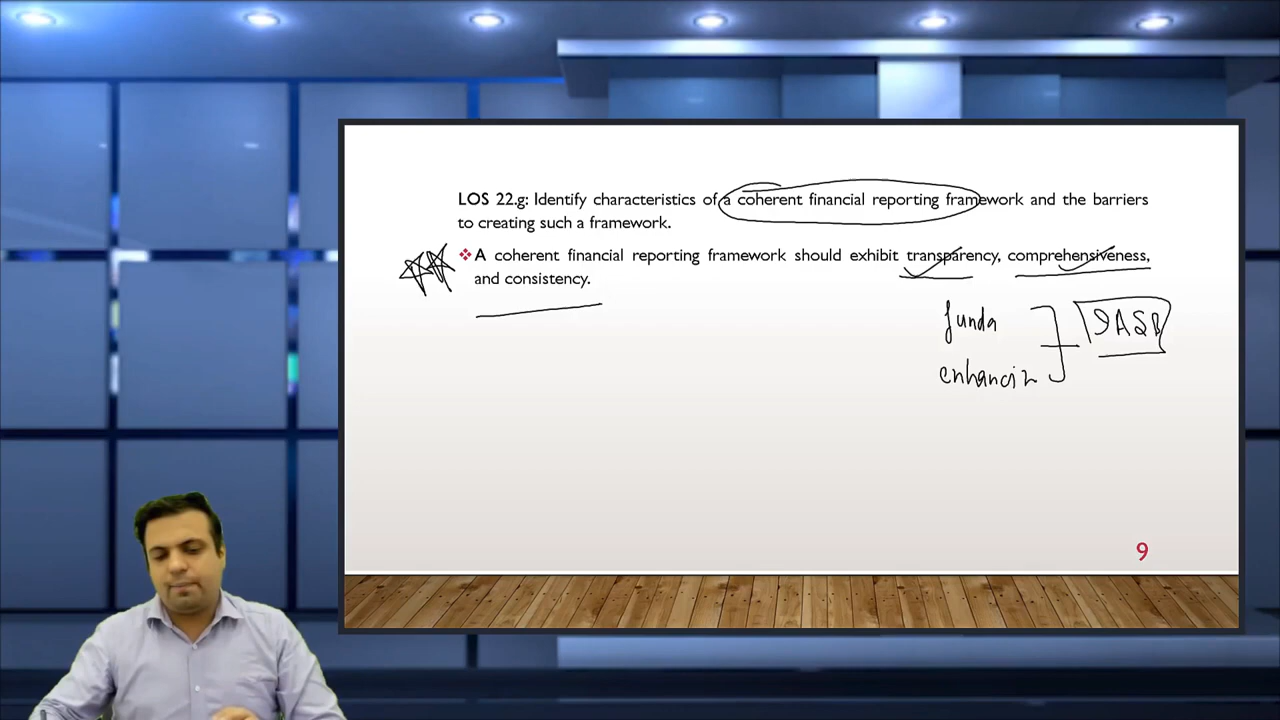 LOS 22.g: Identify characteristics of a coherent financial reporting framework and the barriers
to creating such a framework.
❖ A coherent financial reporting framework should exhibit transparency, comprehensiveness,
and consistency.
funda
IASB
enhancin
9